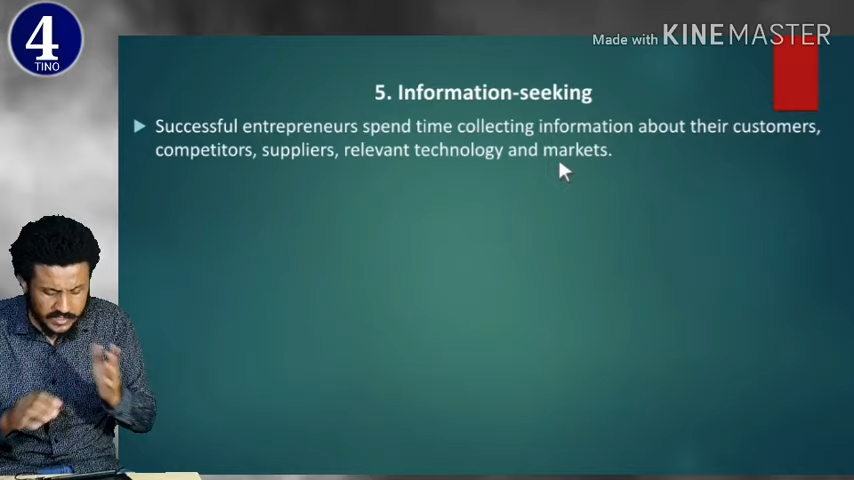 4
TINO
Made with KINEMASTER
5. Information-seeking
Successful entrepreneurs spend time collecting information about their customers,
competitors, suppliers, relevant technology and markets.